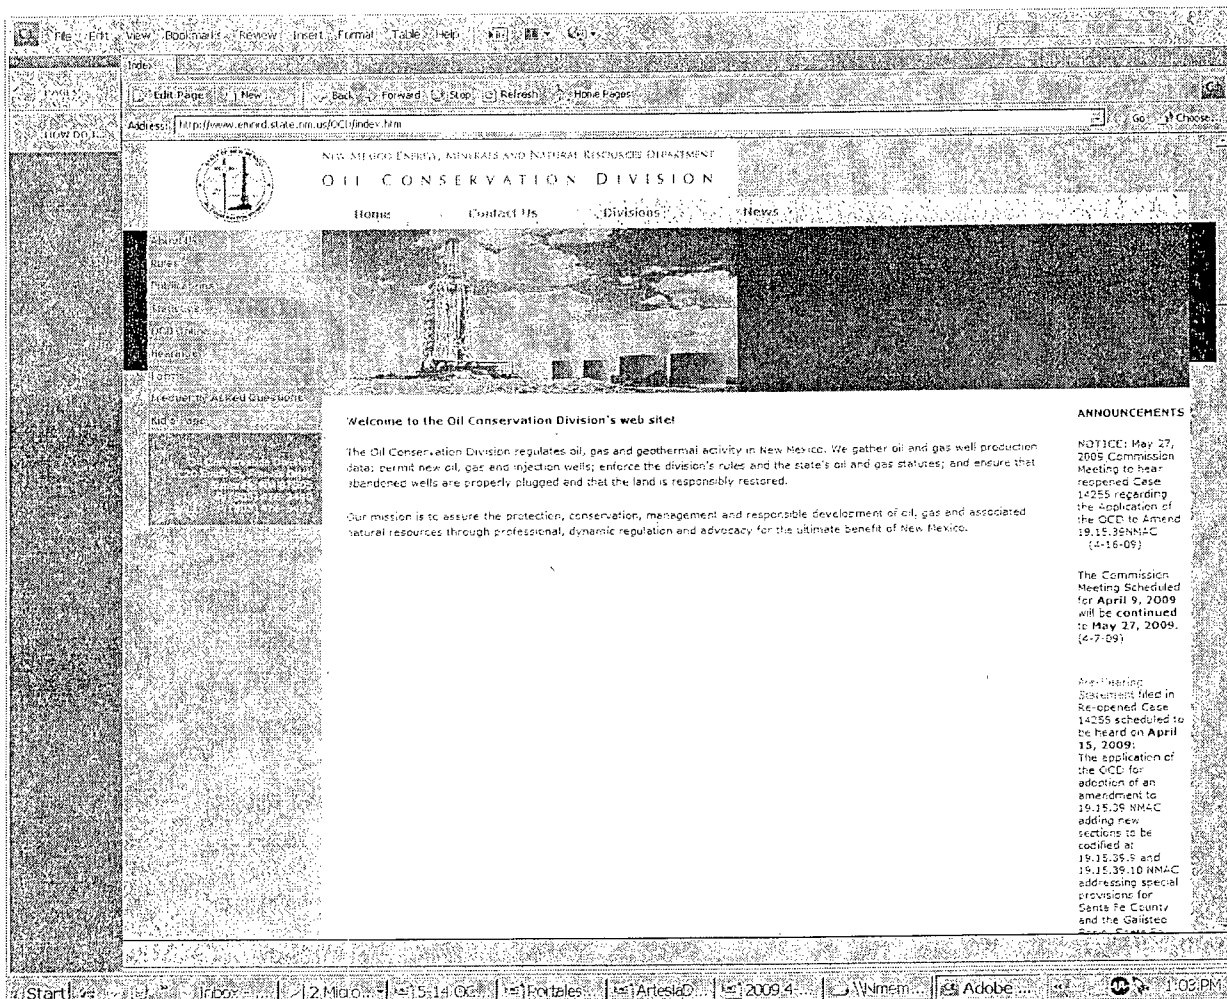 File Edit View Bookmarks Review Insert Format Table Help
Index
PAGES
Edit Page New Back Forward Stop Refresh Home Pages
HOW DO I...
Address: http://www.emnrd.state.nm.us/OCD/index.htm Go Choose...
NEW MEXICO ENERGY, MINERALS AND NATURAL RESOURCES DEPARTMENT
OIL CONSERVATION DIVISION
Home Contact Us Divisions News
About Us
Rules
Publications
Statistics
OCD Online
Hearings
Forms
Frequently Asked Questions
Kid's Page
Welcome to the Oil Conservation Division's web site!
The Oil Conservation Division regulates oil, gas and geothermal activity in New Mexico. We gather oil and gas well production
data; permit new oil, gas and injection wells; enforce the division's rules and the state's oil and gas statutes; and ensure that
abandoned wells are properly plugged and that the land is responsibly restored.
Our mission is to assure the protection, conservation, management and responsible development of oil, gas and associated
natural resources through professional, dynamic regulation and advocacy for the ultimate benefit of New Mexico.
ANNOUNCEMENTS
NOTICE: May 27,
2009 Commission
Meeting to hear
reopened Case
14255 regarding
the Application of
the OCD to Amend
19.15.39NMAC
(4-16-09)
The Commission
Meeting Scheduled
for April 9, 2009
will be continued
to May 27, 2009.
(4-7-09)
Pre-Hearing
Statement filed in
Re-opened Case
14255 scheduled to
be heard on April
15, 2009:
The application of
the OCD for
adoption of an
amendment to
19.15.39 NMAC
adding new
sections to be
codified at
19.15.39.9 and
19.15.39.10 NMAC
addressing special
provisions for
Santa Fe County
and the Galisteo
Start Inbox -... 2 Micro... 5-14 OC... Portales... ArtesiaD... 2009 4... \\Nmem... Adobe... 1:03 PM